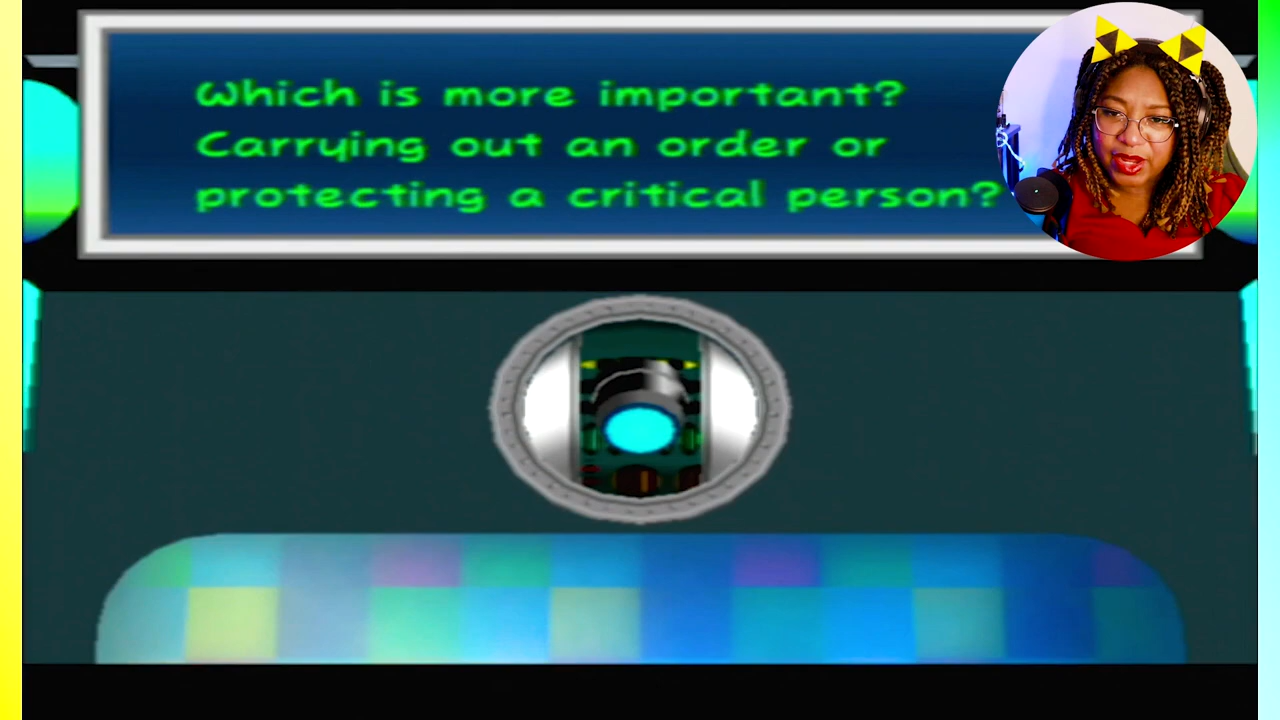 Which is more important?
Carrying out an order or
protecting a critical person?